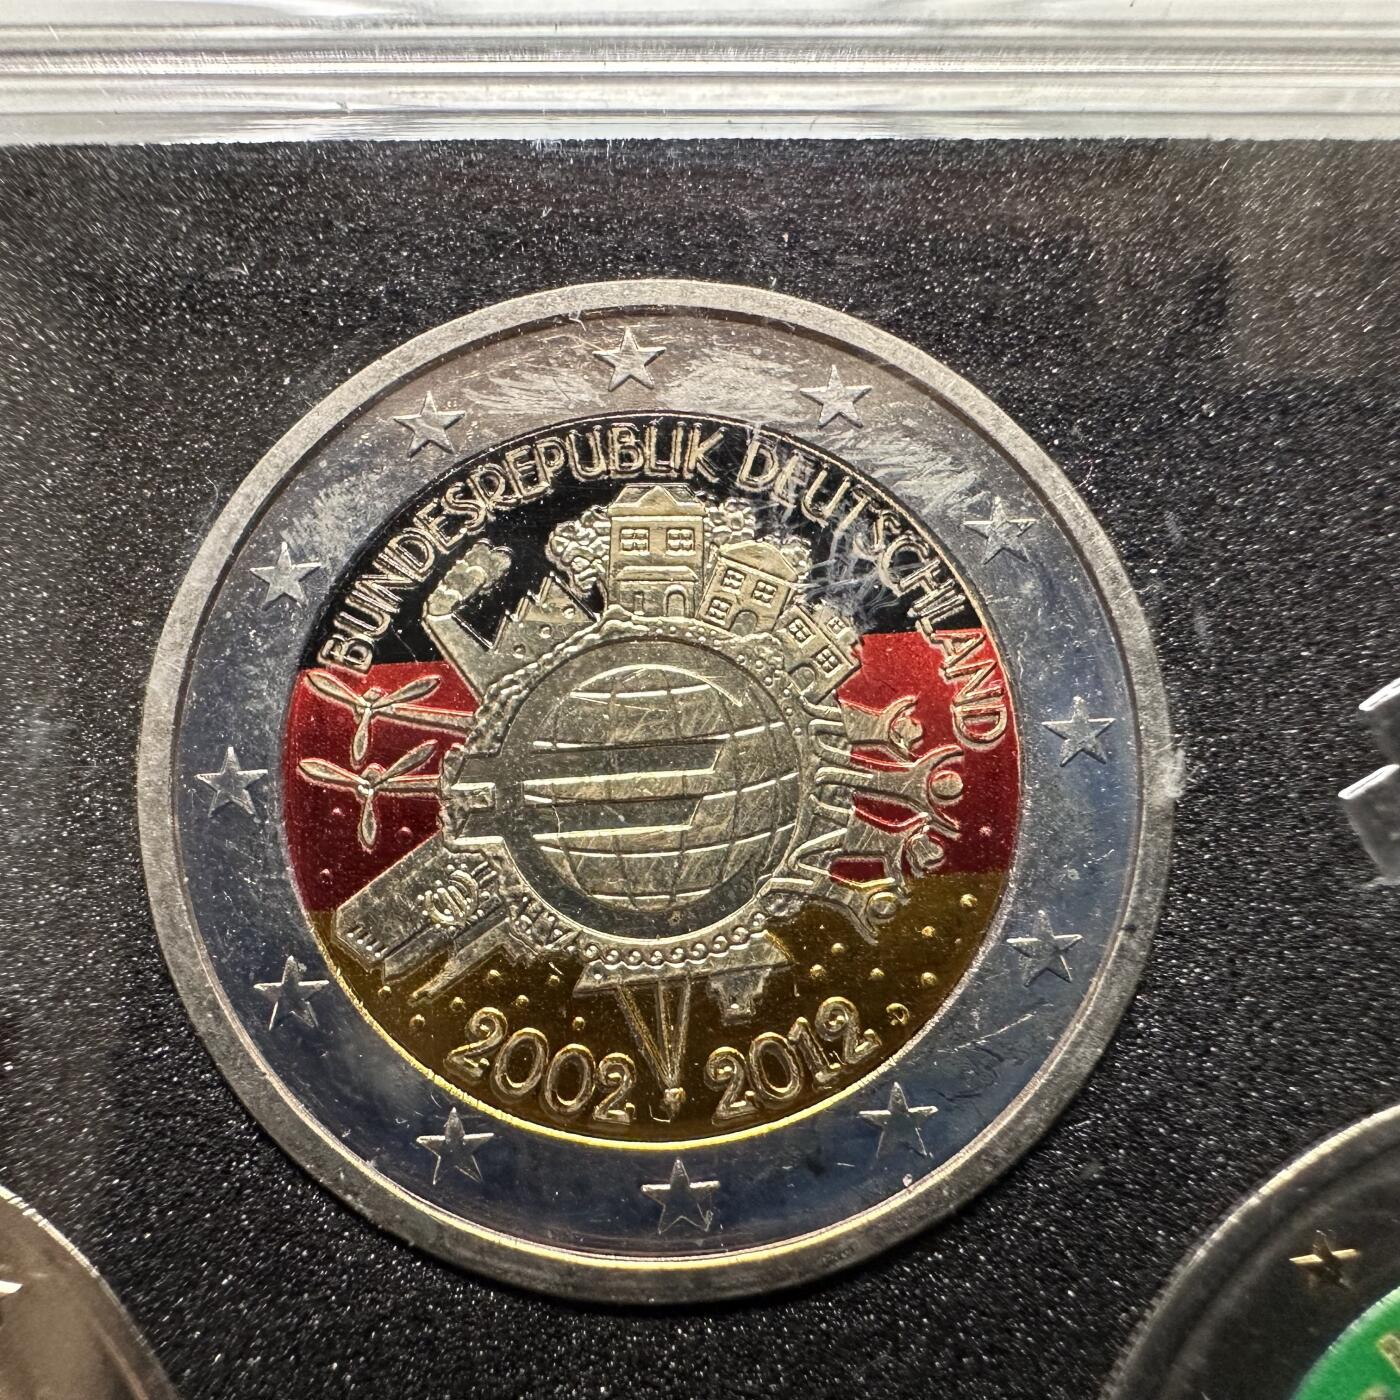 BUNDESREPUBLIK DEUTSCHLAND
2002 2012
D